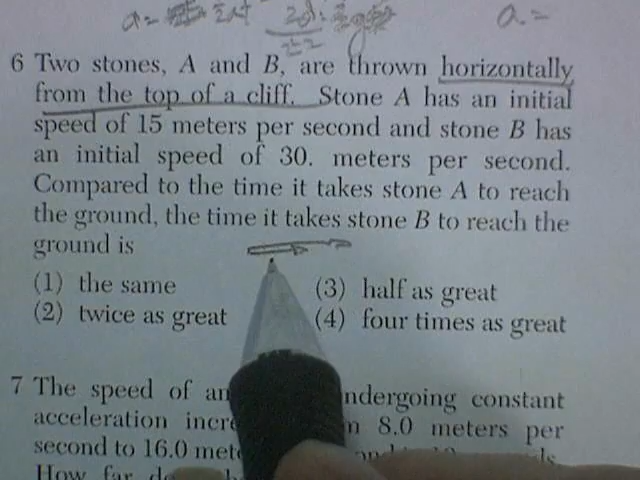 a=
a=
6 Two stones, A and B, are thrown horizontally
from the top of a cliff. Stone A has an initial
speed of 15 meters per second and stone B has
an initial speed of 30. meters per second.
Compared to the time it takes stone A to reach
the ground, the time it takes stone B to reach the
ground is
(1) the same
(3) half as great
(2) twice as great
(4) four times as great
7 The speed of an undergoing constant
acceleration 8.0 meters per
second to 16.0
How far